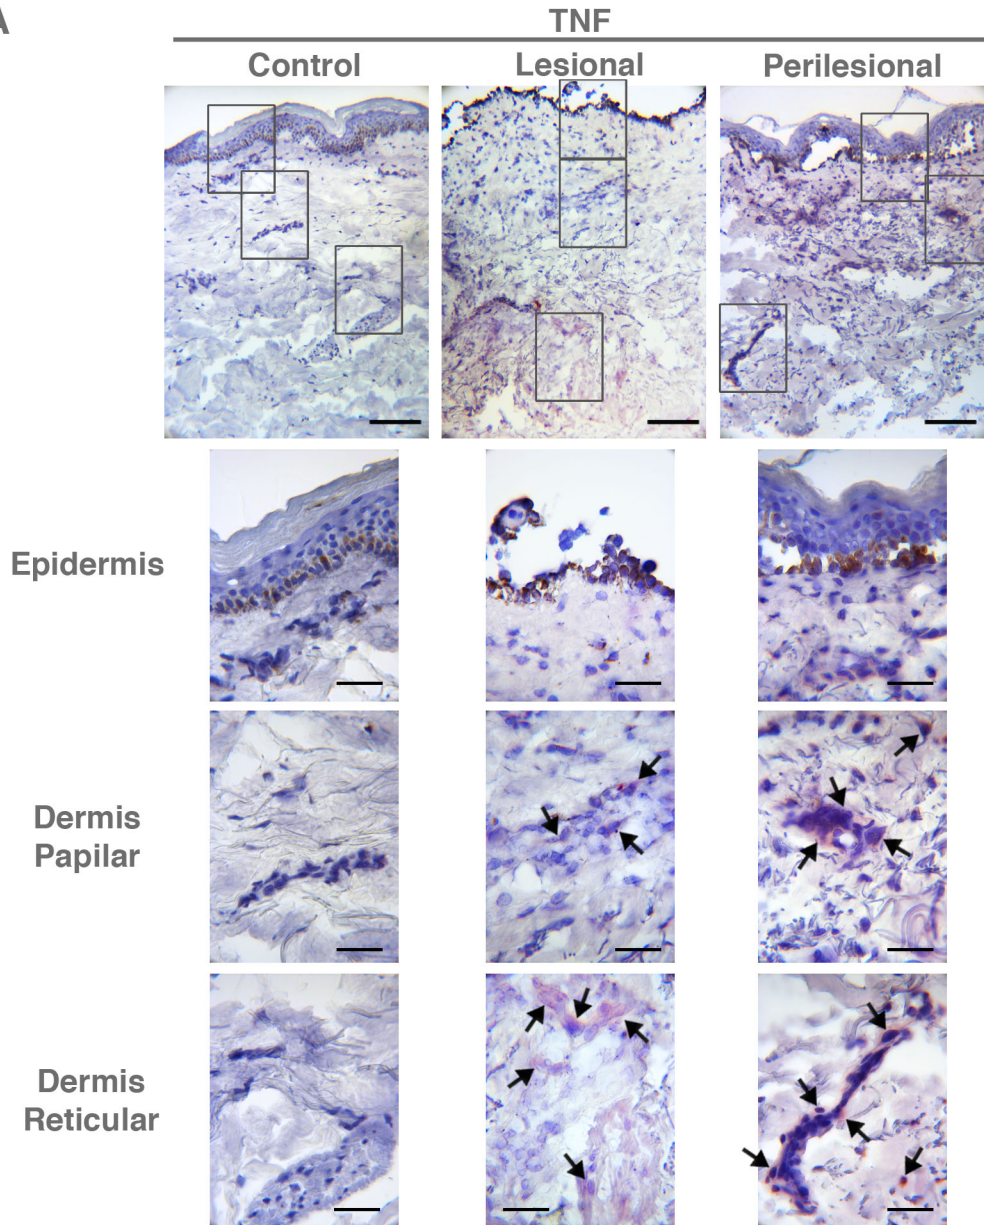 A
TNF
Control Lesional Perilesional
Epidermis
Dermis
Papilar
Dermis
Reticular